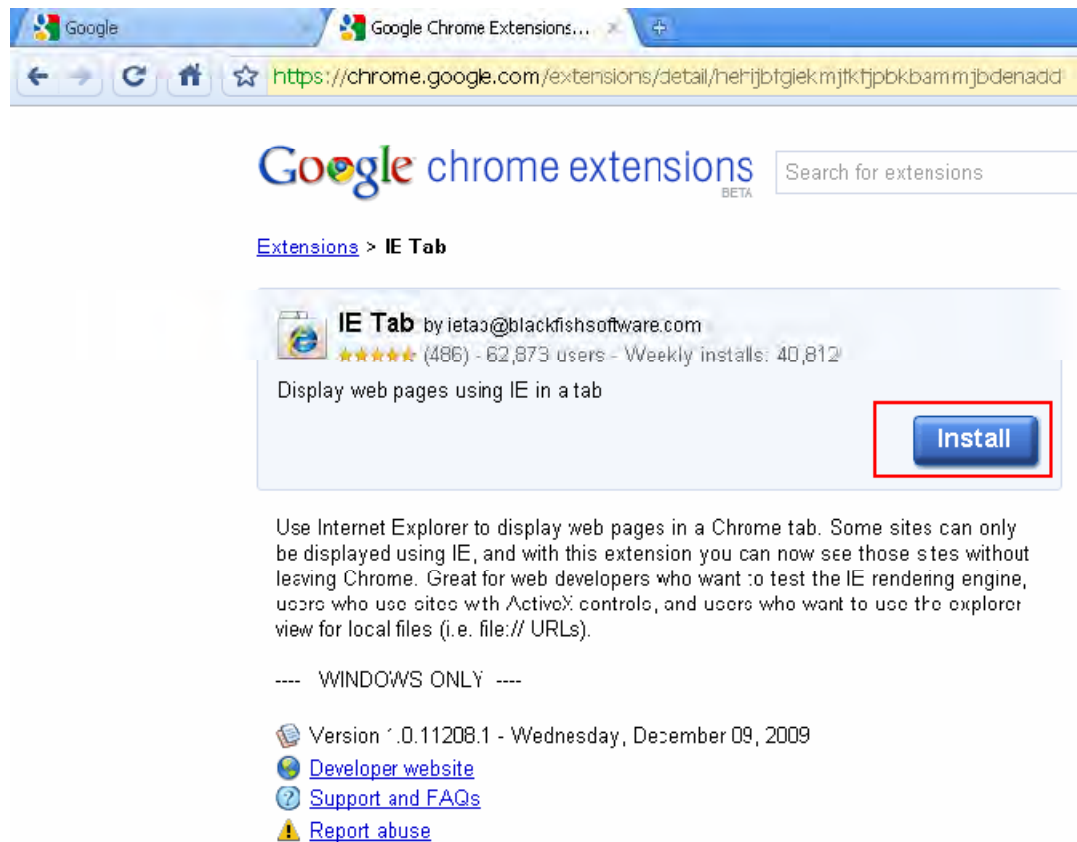 Google
Google Chrome Extensions...
https://chrome.google.com/extensions/detail/
Google chrome extensions
BETA
Search for extensions
Extensions > IE Tab
IE Tab by ietab@blackfishsoftware.com
(486) - 62,873 users - Weekly installs: 40,812
Display web pages using IE in a tab
Install
Use Internet Explorer to display web pages in a Chrome tab. Some sites can only
be displayed using IE, and with this extension you can now see those sites without
leaving Chrome. Great for web developers who want to test the IE rendering engine,
users who use sites with ActiveX controls, and users who want to use the explorer
view for local files (i.e. file:// URLs).
---- WINDOWS ONLY ----
Version 1.0.11208.1 - Wednesday, December 09, 2009
Developer website
Support and FAQs
Report abuse